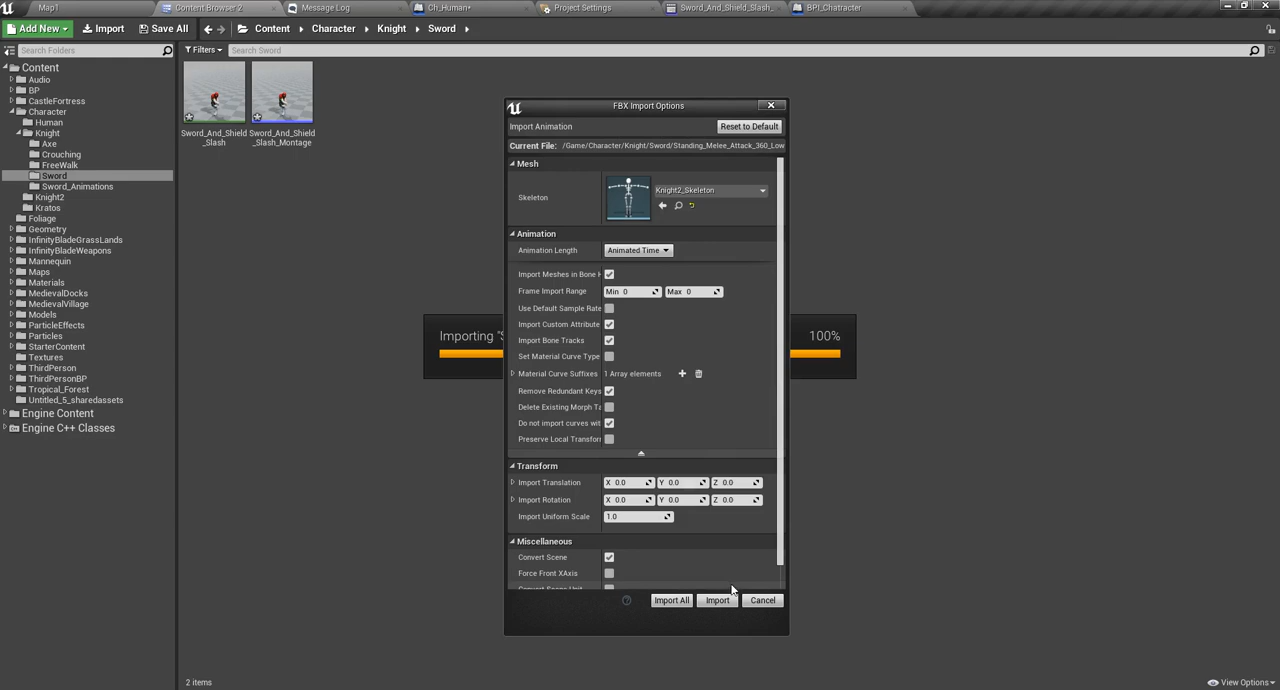 Map1
Content Browser 2
Message Log
Ch_Human*
Project Settings
Sword_And_Shield_Slash_
BPI_Chatracter
Add New
Import
Save All
Content
Character
Knight
Sword
Search Folders
Filters
Search Sword
Content
Audio
BP
CastleFortress
Character
Human
Knight
Axe
Crouching
FreeWalk
Sword
Sword_Animations
Knight2
Kratos
Foliage
Geometry
InfinityBladeGrassLands
InfinityBladeWeapons
Mannequin
Maps
Materials
MedievalDocks
MedievalVillage
Models
ParticleEffects
Particles
StarterContent
Textures
ThirdPerson
ThirdPersonBP
Tropical_Forest
Untitled_5_sharedassets
Engine Content
Engine C++ Classes
Sword_And_Shield
_Slash
Sword_And_Shield
_Slash_Montage
Importing "S
100%
FBX Import Options
Import Animation
Reset to Default
Current File: /Game/Character/Knight/Sword/Standing_Melee_Attack_360_Low
Mesh
Skeleton
Knight2_Skeleton
Animation
Animation Length Animated Time
Import Meshes in Bone H
Frame Import Range Min 0 Max 0
Use Default Sample Rate
Import Custom Attribute
Import Bone Tracks
Set Material Curve Type
Material Curve Suffixes 1 Array elements
Remove Redundant Keys
Delete Existing Morph Ta
Do not import curves wit
Preserve Local Transforr
Transform
Import Translation X 0.0 Y 0.0 Z 0.0
Import Rotation X 0.0 Y 0.0 Z 0.0
Import Uniform Scale 1.0
Miscellaneous
Convert Scene
Force Front XAxis
Import All
Import
Cancel
2 items
View Options